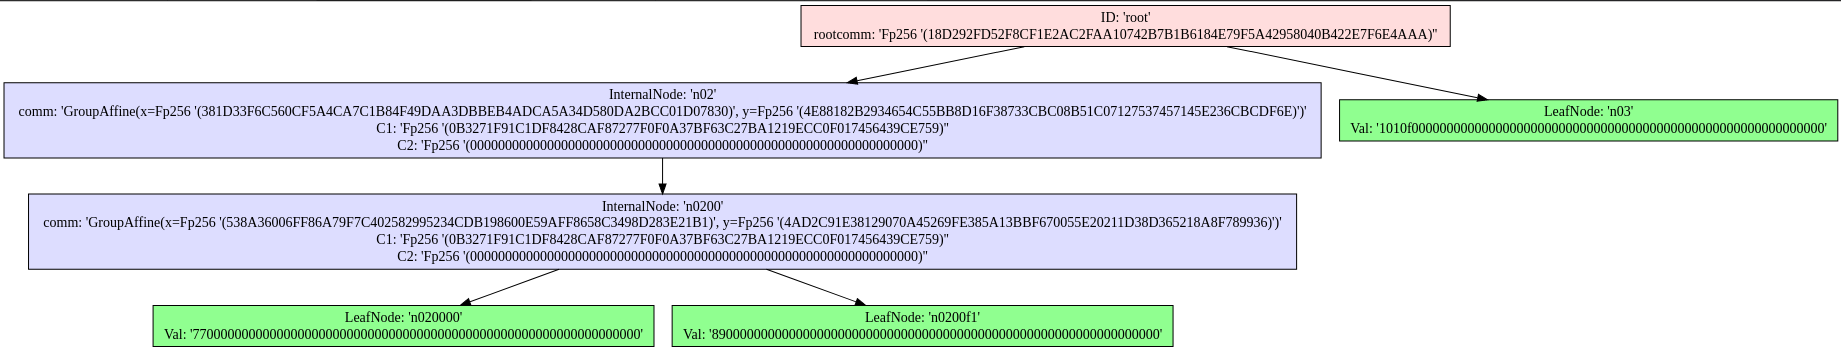 ID: 'root'
rootcomm: 'Fp256 '(18D292FD52F8CF1E2AC2FAA10742B7B1B6184E79F5A42958040B422E7F6E4AAA)''
InternalNode: 'n02'
comm: 'GroupAffine(x=Fp256 '(381D33F6C560CF5A4CA7C1B84F49DAA3DBBEB4ADCA5A34D580DA2BCC01D07830)', y=Fp256 '(4E88182B2934654C55BB8D16F38733CBC08B51C07127537457145E236CBCDF6E)')'
C1: 'Fp256 '(0B3271F91C1DF8428CAF87277F0F0A37BF63C27BA1219ECC0F017456439CE759)''
C2: 'Fp256 '(0000000000000000000000000000000000000000000000000000000000000000)''
LeafNode: 'n03'
Val: '1010f00000000000000000000000000000000000000000000000000000000000'
InternalNode: 'n0200'
comm: 'GroupAffine(x=Fp256 '(538A36006FF86A79F7C402582995234CDB198600E59AFF8658C3498D283E21B1)', y=Fp256 '(4AD2C91E38129070A45269FE385A13BBF670055E20211D38D365218A8F789936)')'
C1: 'Fp256 '(0B3271F91C1DF8428CAF87277F0F0A37BF63C27BA1219ECC0F017456439CE759)''
C2: 'Fp256 '(0000000000000000000000000000000000000000000000000000000000000000)''
LeafNode: 'n020000'
Val: '7700000000000000000000000000000000000000000000000000000000000000'
LeafNode: 'n0200f1'
Val: '8900000000000000000000000000000000000000000000000000000000000000'